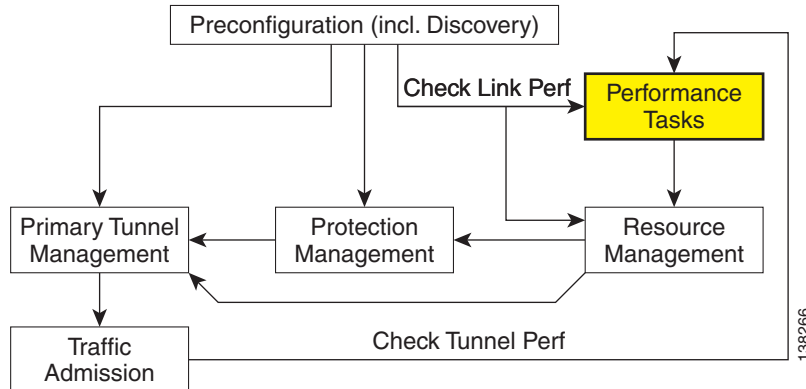 Preconfiguration (incl. Discovery)
Check Link Perf
Performance
Tasks
Primary Tunnel
Management
Protection
Management
Resource
Management
Traffic
Admission
Check Tunnel Perf
138266